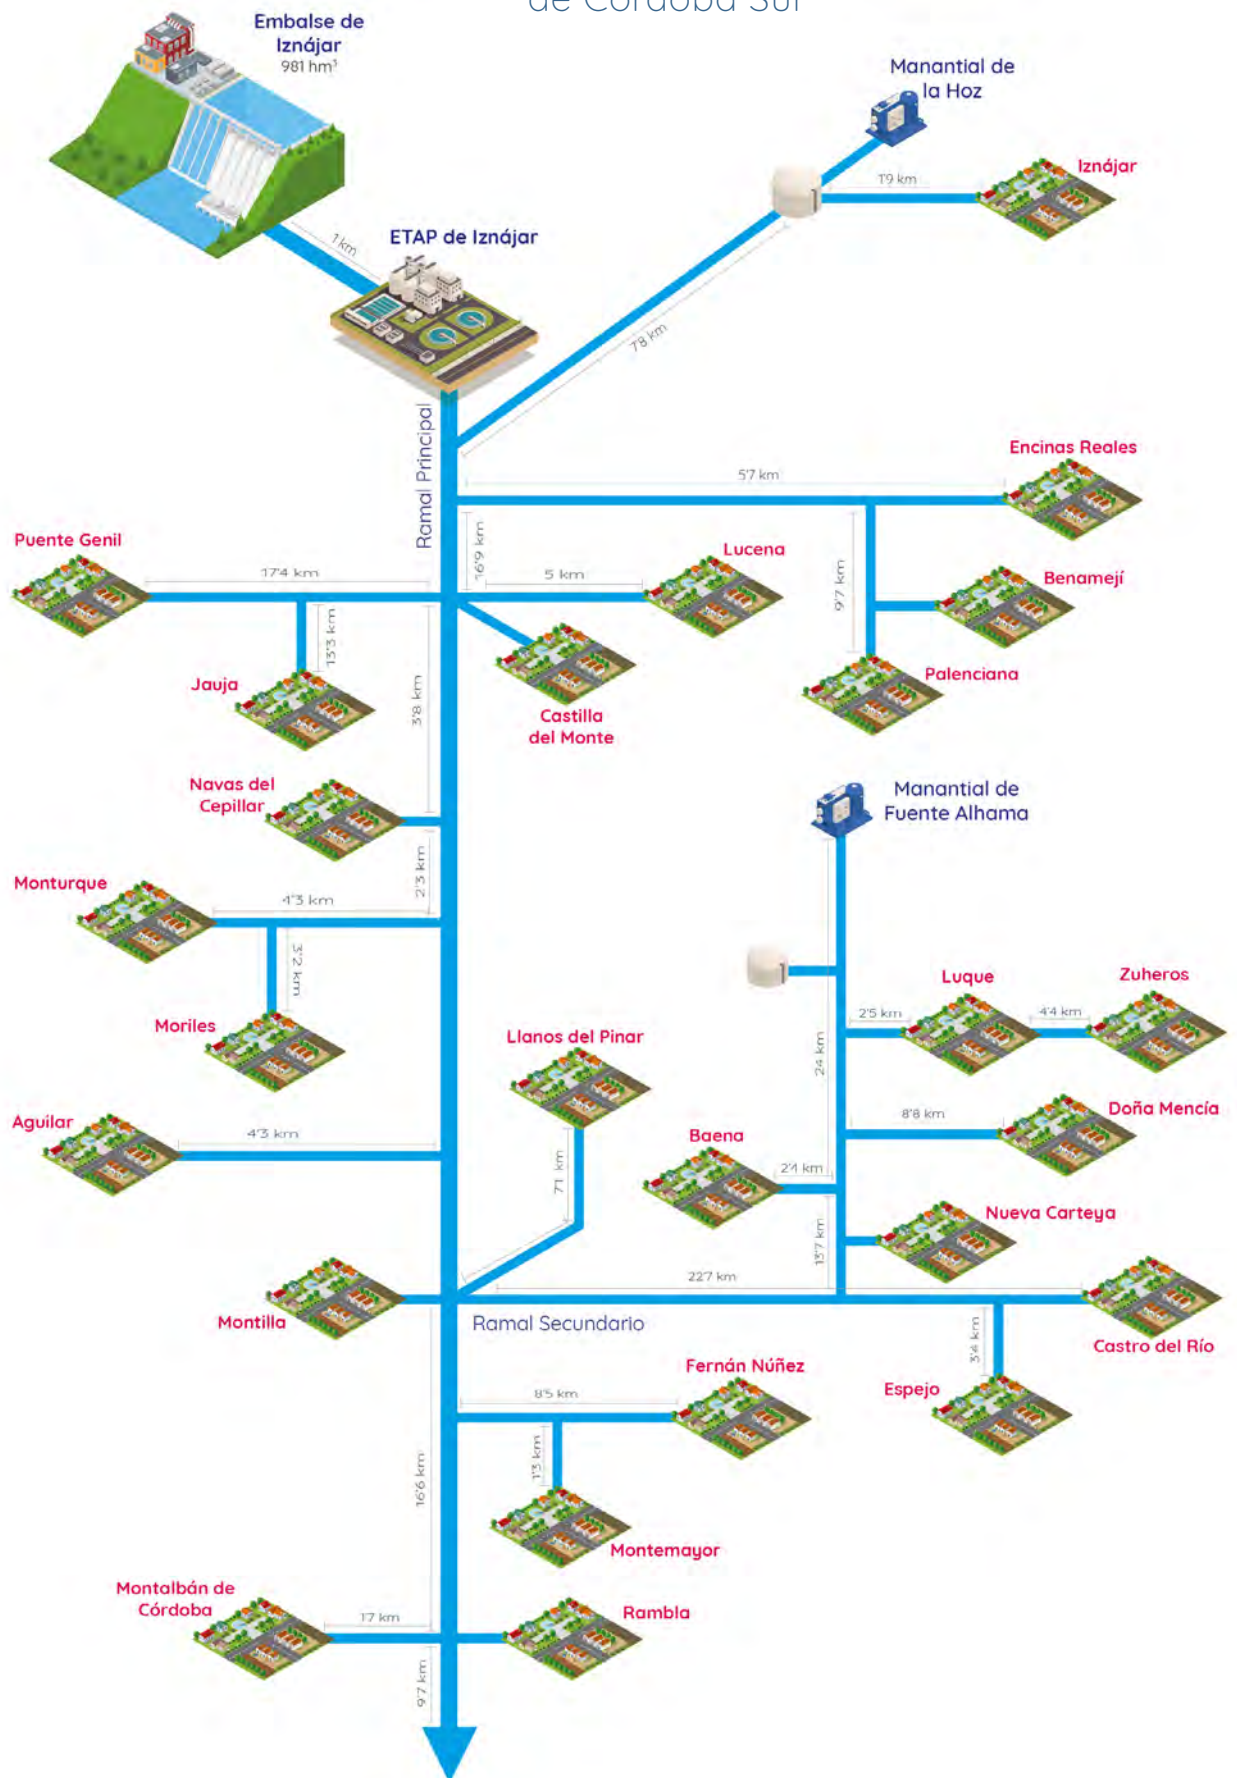 de Córdoba Sur
Embalse de
Iznájar
981 hm³
Manantial de
la Hoz
Iznájar
1'9 km
1 km
ETAP de Iznájar
7'8 km
Ramal Principal
Encinas Reales
5'7 km
Puente Genil
17'4 km
16'9 km
5 km
Lucena
9'7 km
Benamejí
13'3 km
Jauja
3'8 km
Castilla
del Monte
Palenciana
Navas del
Cepillar
Manantial de
Fuente Alhama
2'3 km
Monturque
4'3 km
3'2 km
Moriles
Llanos del Pinar
24 km
Luque
2'5 km
Zuheros
4'4 km
Aguilar
4'3 km
7'1 km
Baena
2'4 km
8'8 km
Doña Mencía
Nueva Carteya
13'7 km
22'7 km
Montilla
Ramal Secundario
Castro del Río
3'4 km
Espejo
Fernán Núñez
8'5 km
1'3 km
16'6 km
Montemayor
Montalbán de
Córdoba
1'7 km
Rambla
9'7 km